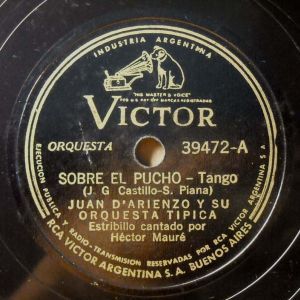 INDUSTRIA ARGENTINA
"HIS MASTER'S VOICE"
VICTOR
ORQUESTA
39472-A
SOBRE EL PUCHO - Tango
(J G Castillo-S. Piana)
JUAN D'ARIENZO Y SU
ORQUESTA TIPICA
Estribillo cantado por
Héctor Mauré
EJECUCION PUBLICA Y RADIO-TRANSMISION RESERVADAS POR RCA VICTOR ARGENTINA S A
RCA VICTOR ARGENTINA S.A. BUENOS AIRES